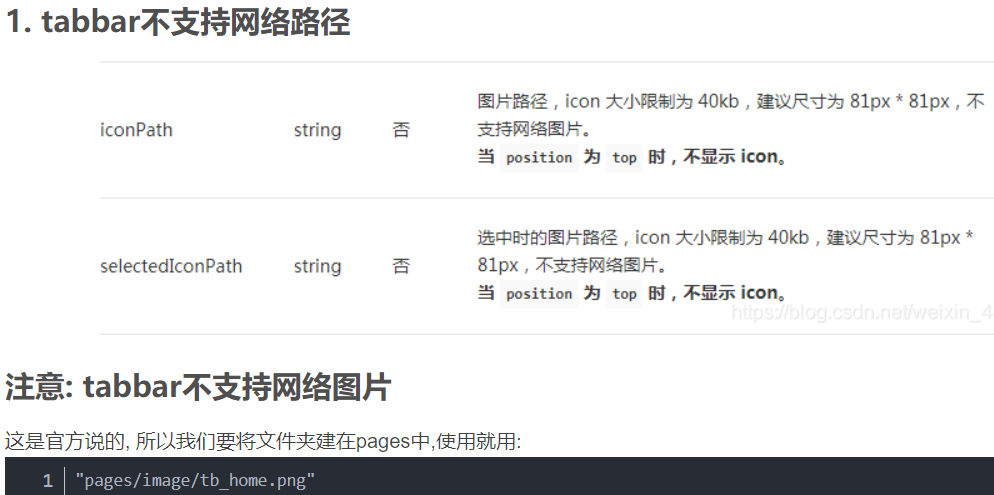 1. tabbar不支持网络路径
图片路径，icon 大小限制为 40kb，建议尺寸为 81px * 81px，不
iconPath string 否
支持网络图片。
当 position 为 top 时，不显示 icon。
选中时的图片路径，icon 大小限制为 40kb，建议尺寸为 81px *
selectedIconPath string 否
81px，不支持网络图片。
当 position 为 top 时，不显示 icon。
https://blog.csdn.net/weixin_4
注意: tabbar不支持网络图片
这是官方说的, 所以我们要将文件夹建在pages中,使用就用:
1 "pages/image/tb_home.png"